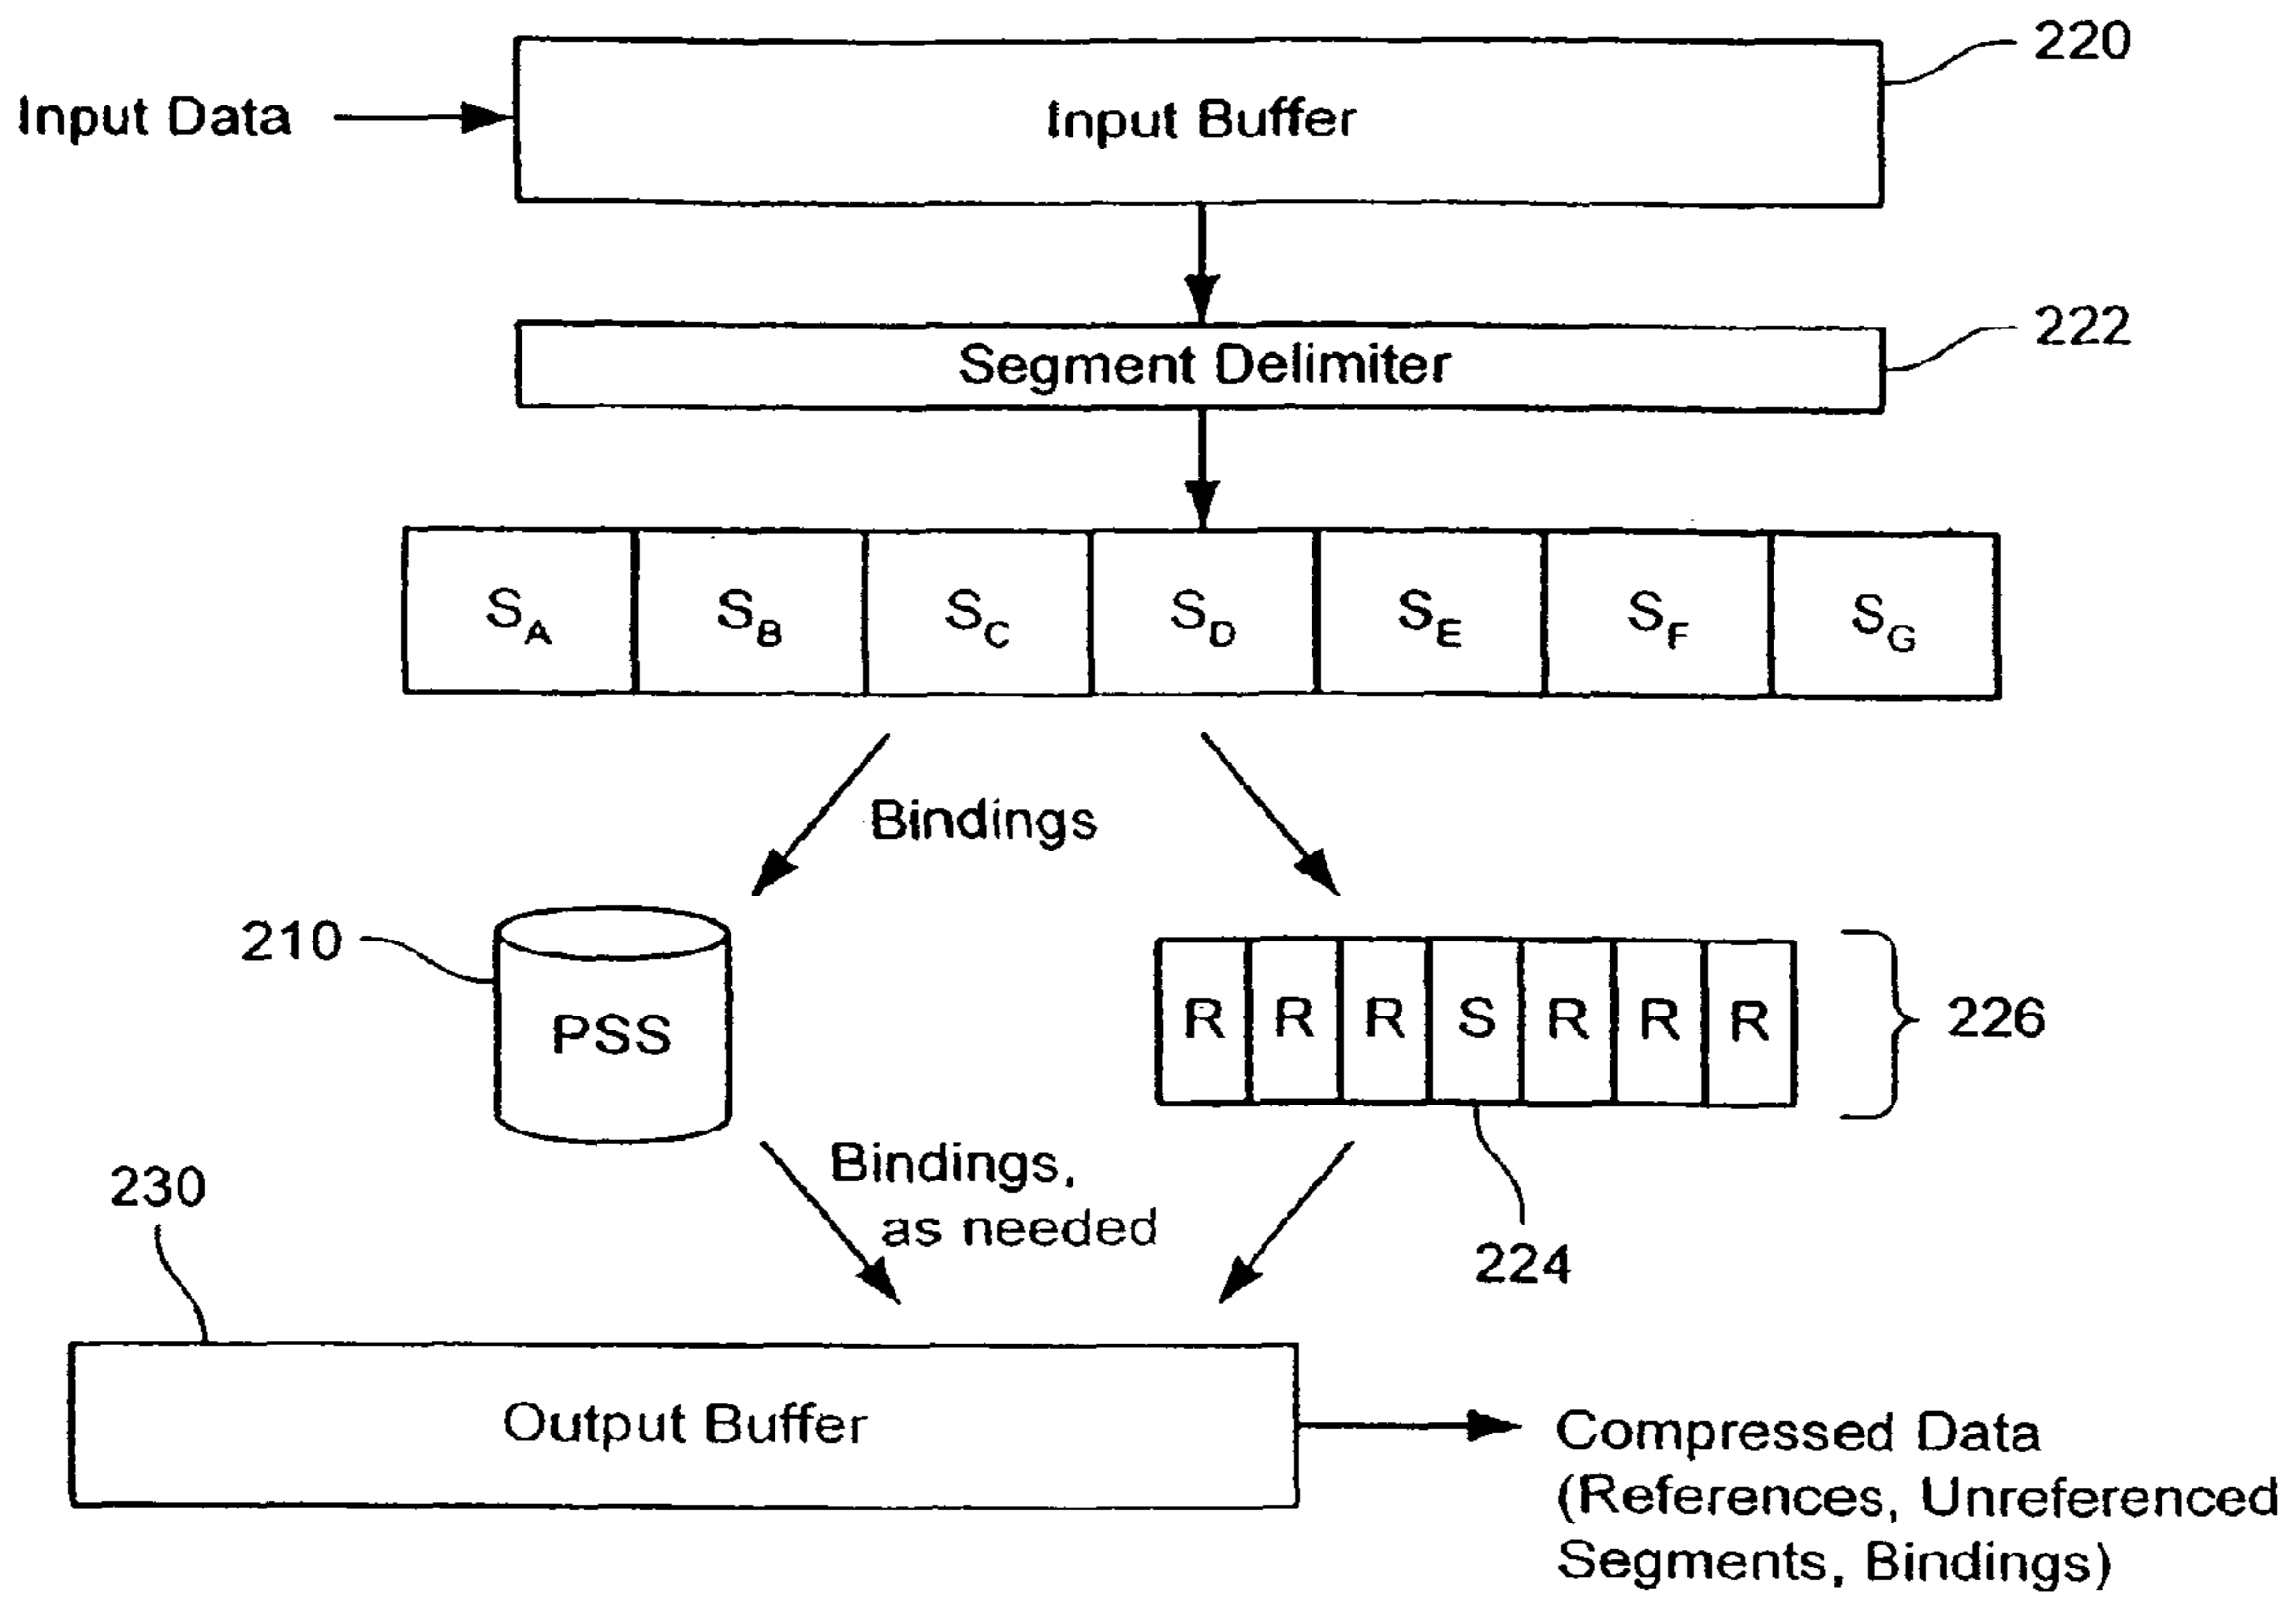 220
Input Data
Input Buffer
222
Segment Delimiter
SA SB SC SD SE SF SG
Bindings
210
PSS
R R R S R R R
226
230
Bindings,
as needed
224
Output Buffer
Compressed Data
(References, Unreferenced
Segments, Bindings)